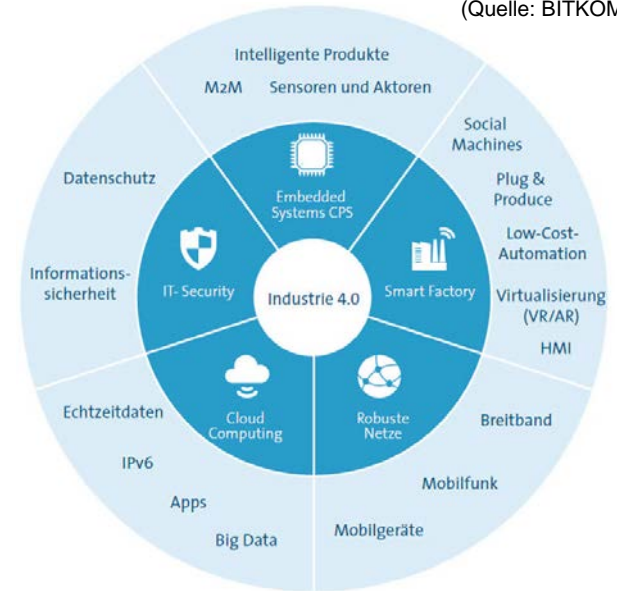 (Quelle: BITKOM
Intelligente Produkte
M2M Sensoren und Aktoren
Social
Machines
Plug &
Produce
Low-Cost-
Automation
Virtualisierung
(VR/AR)
HMI
Breitband
Mobilfunk
Mobilgeräte
Big Data
Apps
IPv6
Echtzeitdaten
Informations-
sicherheit
Datenschutz
Embedded
Systems CPS
Smart Factory
Robuste
Netze
Cloud
Computing
IT- Security
Industrie 4.0